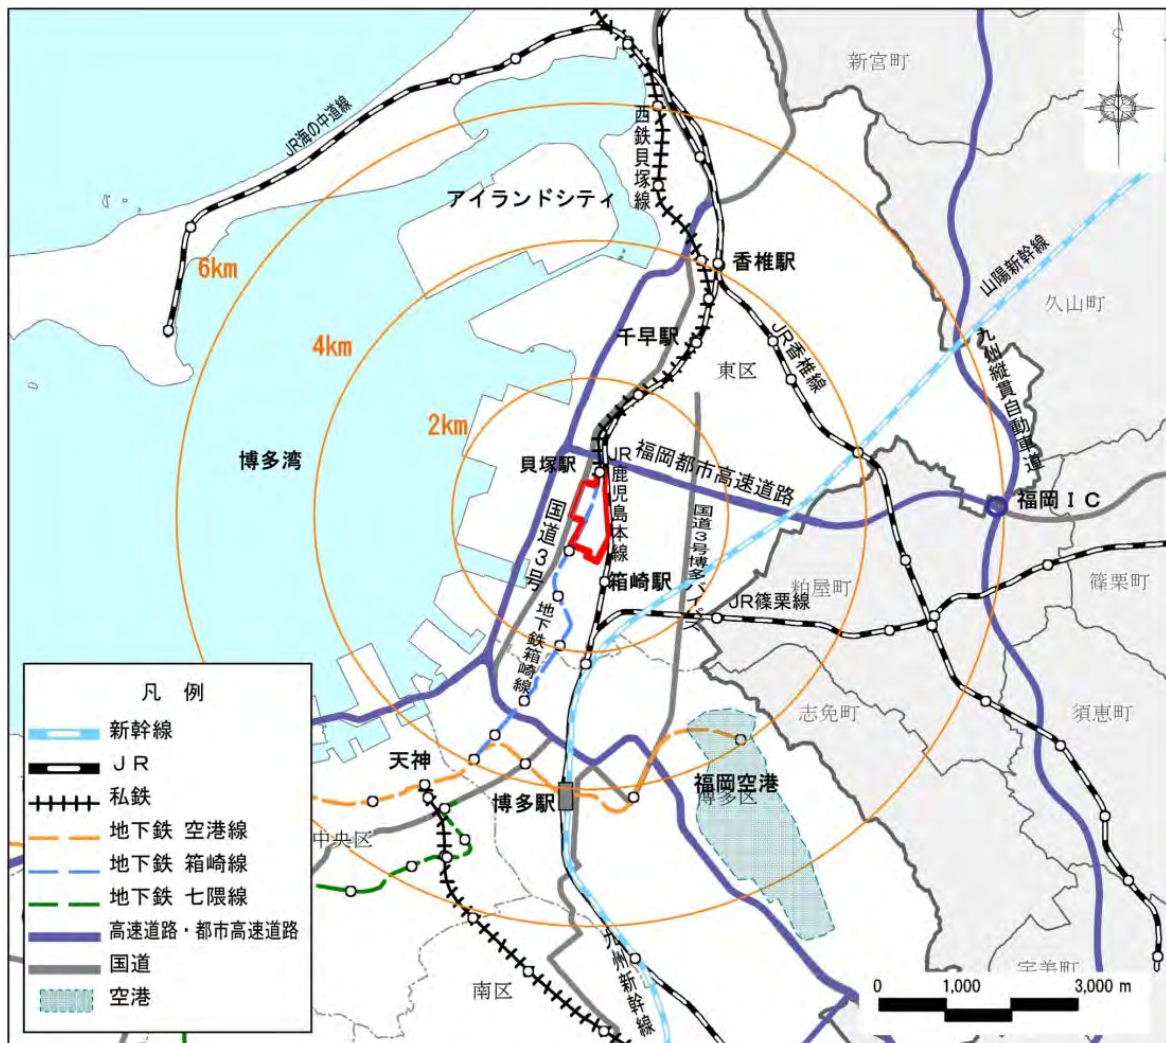 新宮町
JR海の中道線
西鉄貝塚線
アイランドシティ
山陽新幹線
6km
香椎駅
久山町
4km
千早駅
JR香椎線
東区
九州縦貫自動車道
2km
博多湾
貝塚駅
JR鹿児島本線
福岡都市高速道路
福岡IC
国道3号
国道3号博多バイパス
箱崎駅
粕屋町
篠栗町
JR篠栗線
地下鉄箱崎線
志免町
須恵町
天神
福岡空港
博多駅
博多区
中央区
九州新幹線
南区
宇美町
凡 例
新幹線
JR
私鉄
地下鉄 空港線
地下鉄 箱崎線
地下鉄 七隈線
高速道路・都市高速道路
国道
空港
0 1,000 3,000 m